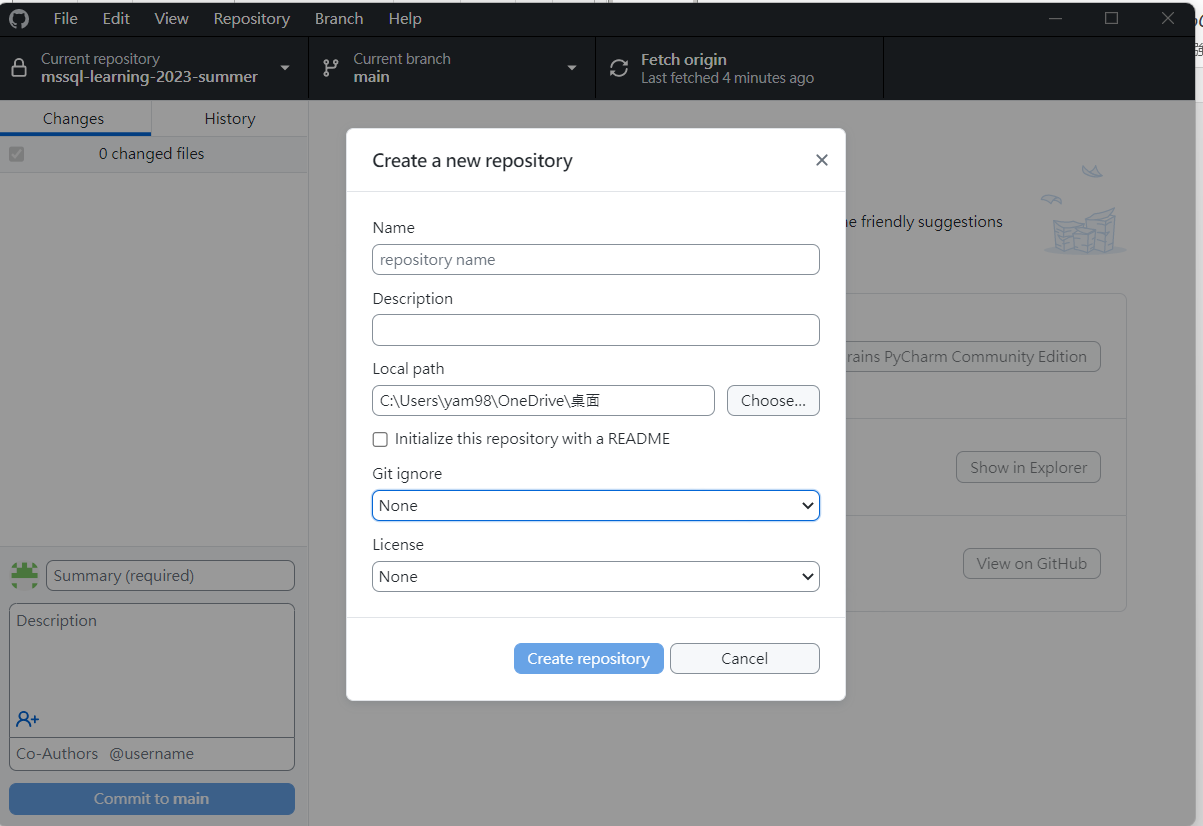 File Edit View Repository Branch Help
Current repository
mssql-learning-2023-summer
Current branch
main
Fetch origin
Last fetched 4 minutes ago
Changes History
0 changed files
Create a new repository
Name
repository name
Description
Local path
C:\Users\yam98\OneDrive\桌面
Choose...
Initialize this repository with a README
Git ignore
None
License
None
Create repository
Cancel
friendly suggestions
PyCharm Community Edition
Show in Explorer
View on GitHub
Summary (required)
Description
Co-Authors @username
Commit to main